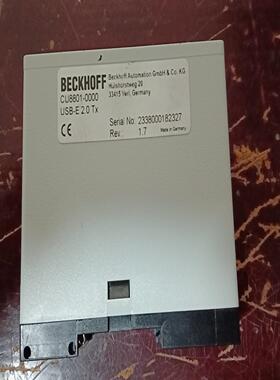 BECKHOFF
CU8801-0000
USB-E 2.0 Tx
Beckhoff Automation GmbH & Co. KG
Hülshorstweg 20
33415 Verl, Germany
Serial No: 2338000182327
Rev.: 1.7
Made in Germany
CE